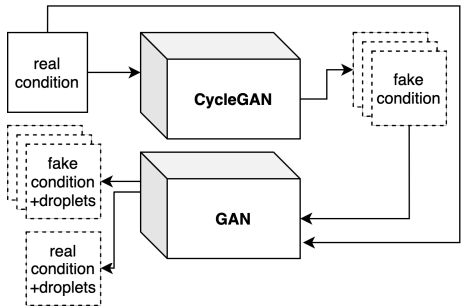 real
condition
CycleGAN
fake
condition
fake
condition
+droplets
GAN
real
condition
+droplets